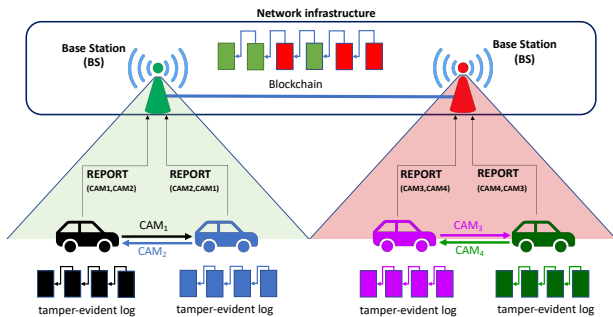 Network infrastructure
Base Station
(BS)
Base Station
(BS)
Blockchain
REPORT
(CAM1,CAM2)
REPORT
(CAM2,CAM1)
REPORT
(CAM3,CAM4)
REPORT
(CAM4,CAM3)
CAM₁
CAM₂
CAM₃
CAM₄
tamper-evident log
tamper-evident log
tamper-evident log
tamper-evident log